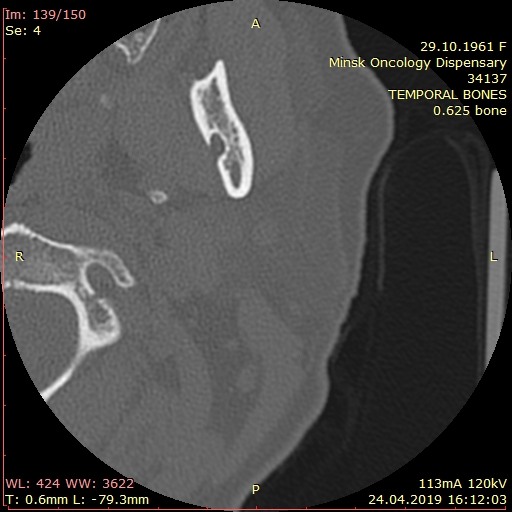 Im: 139/150
Se: 4
A
29.10.1961 F
Minsk Oncology Dispensary
34137
TEMPORAL BONES
0.625 bone
R
L
WL: 424 WW: 3622
T: 0.6mm L: -79.3mm
P
113mA 120kV
24.04.2019 16:12:03